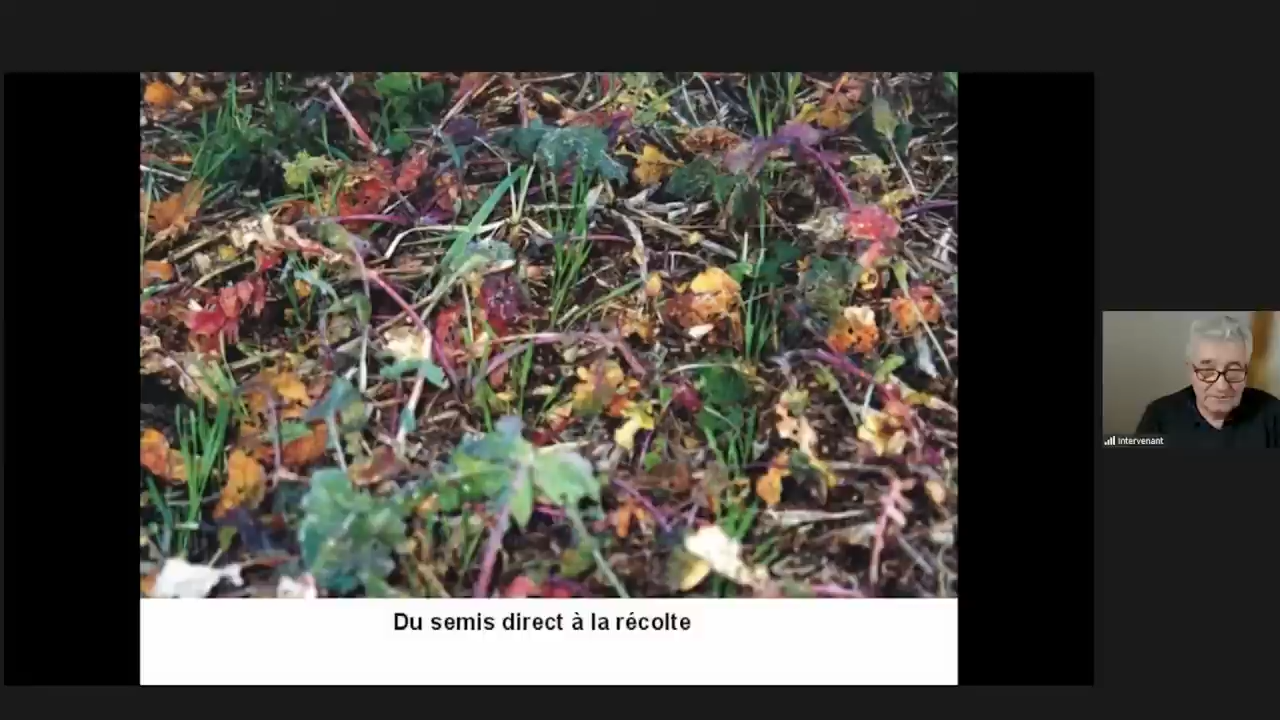 Du semis direct à la récolte
Intervenant